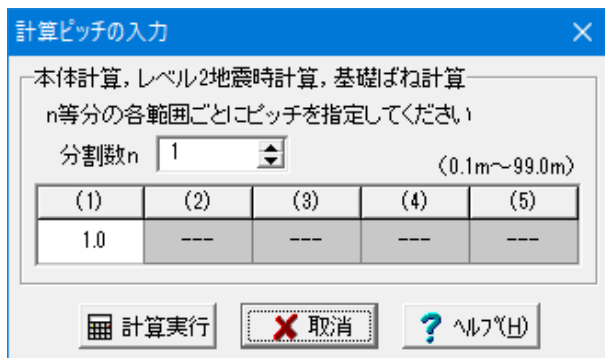 計算ピッチの入力
本体計算，レベル2地震時計算，基礎ばね計算
n等分の各範囲ごとにピッチを指定してください
分割数n 1 (0.1m～99.0m)
(1) (2) (3) (4) (5)
1.0 --- --- --- ---
計算実行 取消 ヘルプ(H)